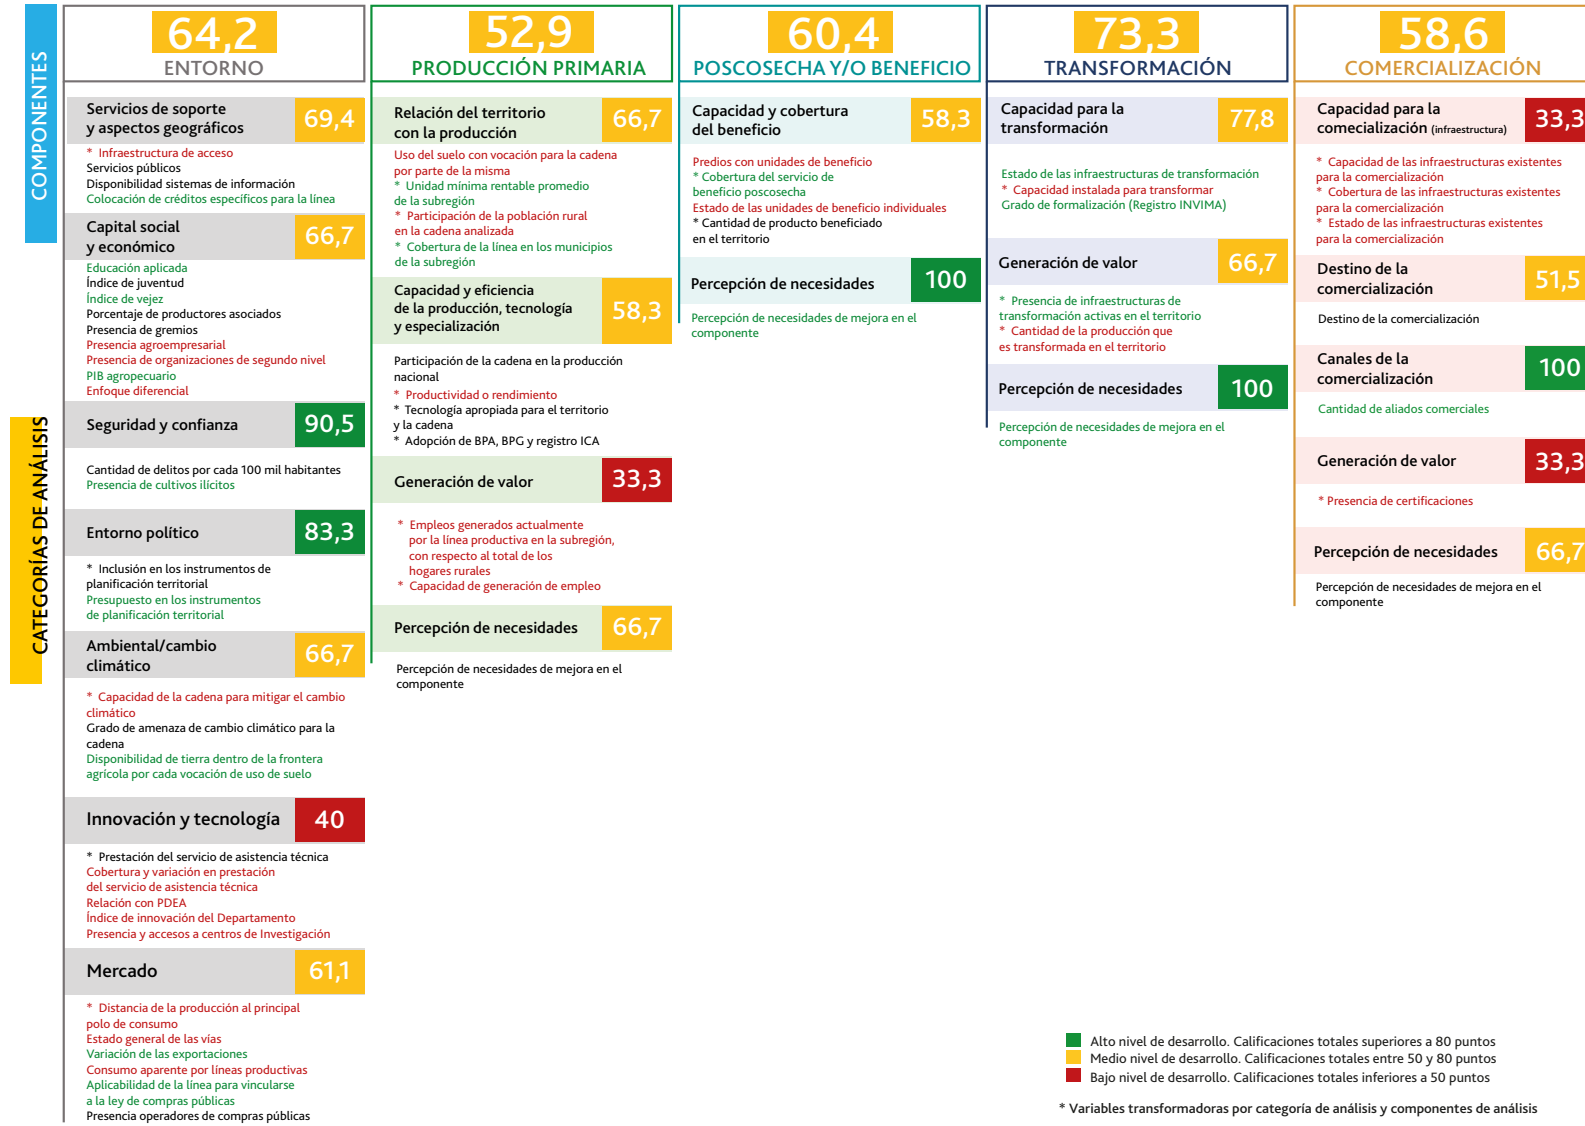 COMPONENTES
CATEGORÍAS DE ANÁLISIS
64,2
ENTORNO
Servicios de soporte
y aspectos geográficos
69,4
* Infraestructura de acceso
Servicios públicos
Disponibilidad sistemas de información
Colocación de créditos específicos para la línea
Capital social
y económico
66,7
Educación aplicada
Índice de juventud
Índice de vejez
Porcentaje de productores asociados
Presencia de gremios
Presencia agroempresarial
Presencia de organizaciones de segundo nivel
PIB agropecuario
Enfoque diferencial
Seguridad y confianza
90,5
Cantidad de delitos por cada 100 mil habitantes
Presencia de cultivos ilícitos
Entorno político
83,3
* Inclusión en los instrumentos de
planificación territorial
Presupuesto en los instrumentos
de planificación territorial
Ambiental/cambio
climático
66,7
* Capacidad de la cadena para mitigar el cambio
climático
Grado de amenaza de cambio climático para la
cadena
Disponibilidad de tierra dentro de la frontera
agrícola por cada vocación de uso de suelo
Innovación y tecnología
40
* Prestación del servicio de asistencia técnica
Cobertura y variación en prestación
del servicio de asistencia técnica
Relación con PDEA
Índice de innovación del Departamento
Presencia y accesos a centros de Investigación
Mercado
61,1
* Distancia de la producción al principal
polo de consumo
Estado general de las vías
Variación de las exportaciones
Consumo aparente por líneas productivas
Aplicabilidad de la línea para vincularse
a la ley de compras públicas
Presencia operadores de compras públicas
52,9
PRODUCCIÓN PRIMARIA
Relación del territorio
con la producción
66,7
Uso del suelo con vocación para la cadena
por parte de la misma
* Unidad mínima rentable promedio
de la subregión
* Participación de la población rural
en la cadena analizada
* Cobertura de la línea en los municipios
de la subregión
Capacidad y eficiencia
de la producción, tecnología
y especialización
58,3
Participación de la cadena en la producción
nacional
* Productividad o rendimiento
* Tecnología apropiada para el territorio
y la cadena
* Adopción de BPA, BPG y registro ICA
Generación de valor
33,3
* Empleos generados actualmente
por la línea productiva en la subregión,
con respecto al total de los
hogares rurales
* Capacidad de generación de empleo
Percepción de necesidades
66,7
Percepción de necesidades de mejora en el
componente
60,4
POSCOSECHA Y/O BENEFICIO
Capacidad y cobertura
del beneficio
58,3
Predios con unidades de beneficio
* Cobertura del servicio de
beneficio poscosecha
Estado de las unidades de beneficio individuales
* Cantidad de producto beneficiado
en el territorio
Percepción de necesidades
100
Percepción de necesidades de mejora en el
componente
73,3
TRANSFORMACIÓN
Capacidad para la
transformación
77,8
Estado de las infraestructuras de transformación
* Capacidad instalada para transformar
Grado de formalización (Registro INVIMA)
Generación de valor
66,7
* Presencia de infraestructuras de
transformación activas en el territorio
* Cantidad de la producción que
es transformada en el territorio
Percepción de necesidades
100
Percepción de necesidades de mejora en el
componente
58,6
COMERCIALIZACIÓN
Capacidad para la
comecialización (infraestructura)
33,3
* Capacidad de las infraestructuras existentes
para la comercialización
* Cobertura de las infraestructuras existentes
para la comercialización
* Estado de las infraestructuras existentes
para la comercialización
Destino de la
comercialización
51,5
Destino de la comercialización
Canales de la
comercialización
100
Cantidad de aliados comerciales
Generación de valor
33,3
* Presencia de certificaciones
Percepción de necesidades
66,7
Percepción de necesidades de mejora en el
componente
Alto nivel de desarrollo. Calificaciones totales superiores a 80 puntos
Medio nivel de desarrollo. Calificaciones totales entre 50 y 80 puntos
Bajo nivel de desarrollo. Calificaciones totales inferiores a 50 puntos
* Variables transformadoras por categoría de análisis y componentes de análisis